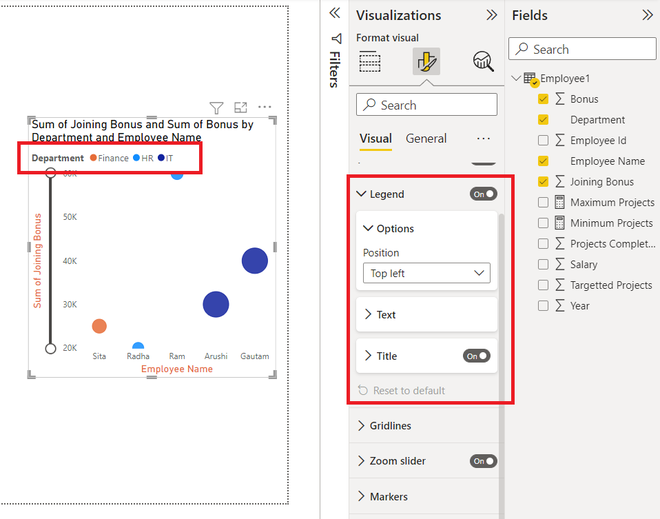 Visualizations
Fields
Format visual
Filters
Search
Search
Visual
General
Employee1
Bonus
Department
Employee Id
Employee Name
Joining Bonus
Maximum Projects
Minimum Projects
Projects Complet...
Salary
Targetted Projects
Year
Legend
On
Options
Position
Top left
Text
Title
On
Reset to default
Gridlines
Zoom slider
On
Markers
Sum of Joining Bonus and Sum of Bonus by
Department and Employee Name
Department Finance HR IT
60K
50K
40K
30K
20K
Sum of Joining Bonus
Sita Radha Ram Arushi Gautam
Employee Name